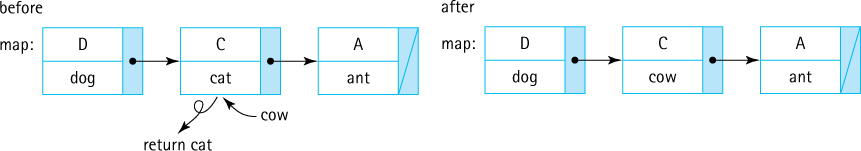 before
map:
D
C
A
dog
cat
ant
cow
return cat
after
map:
D
C
A
dog
cow
ant